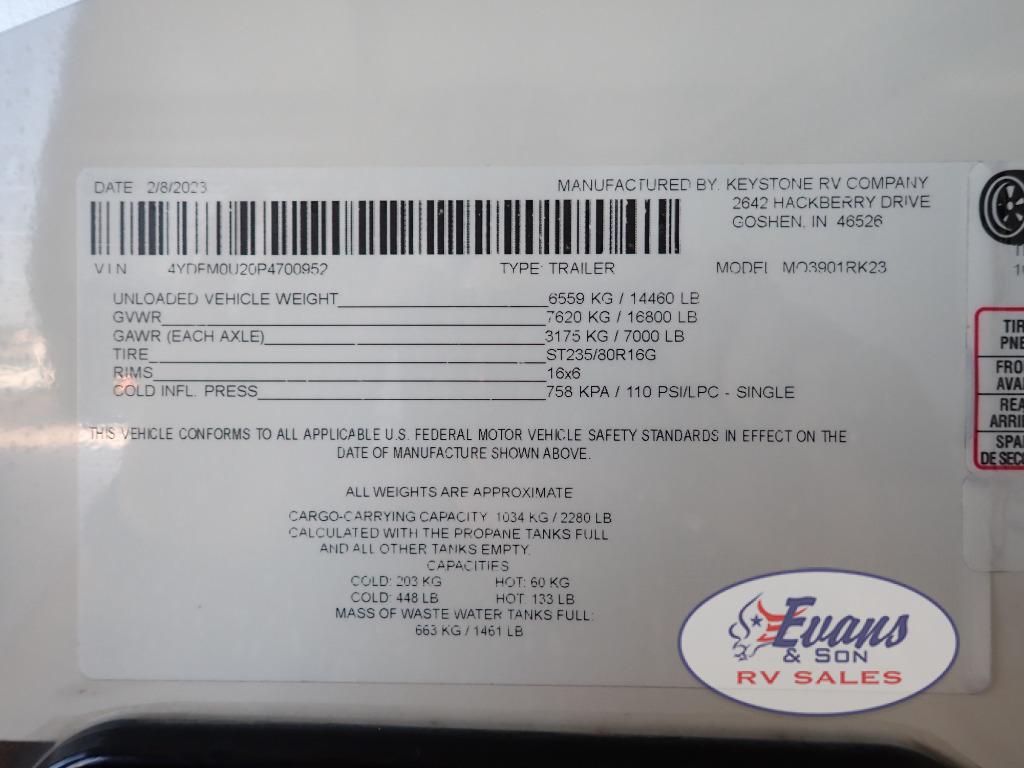 DATE 2/8/2023
MANUFACTURED BY: KEYSTONE RV COMPANY
2642 HACKBERRY DRIVE
GOSHEN, IN 46526
VIN 4YDFM0U20P4700952 TYPE: TRAILER MODEL MO3901RK23
UNLOADED VEHICLE WEIGHT 6559 KG / 14460 LB
GVWR 7620 KG / 16800 LB
GAWR (EACH AXLE) 3175 KG / 7000 LB
TIRE ST235/80R16G
RIMS 16x6
COLD INFL. PRESS 758 KPA / 110 PSI/LPC - SINGLE
THIS VEHICLE CONFORMS TO ALL APPLICABLE U.S. FEDERAL MOTOR VEHICLE SAFETY STANDARDS IN EFFECT ON THE
DATE OF MANUFACTURE SHOWN ABOVE.
ALL WEIGHTS ARE APPROXIMATE
CARGO-CARRYING CAPACITY 1034 KG / 2280 LB
CALCULATED WITH THE PROPANE TANKS FULL
AND ALL OTHER TANKS EMPTY.
CAPACITIES
COLD: 203 KG HOT: 60 KG
COLD: 448 LB HOT: 133 LB
MASS OF WASTE WATER TANKS FULL:
663 KG / 1461 LB
TIR
PNE
FRO
AVA
REA
ARRI
SPA
DE SEC
Evans
& SON
RV SALES